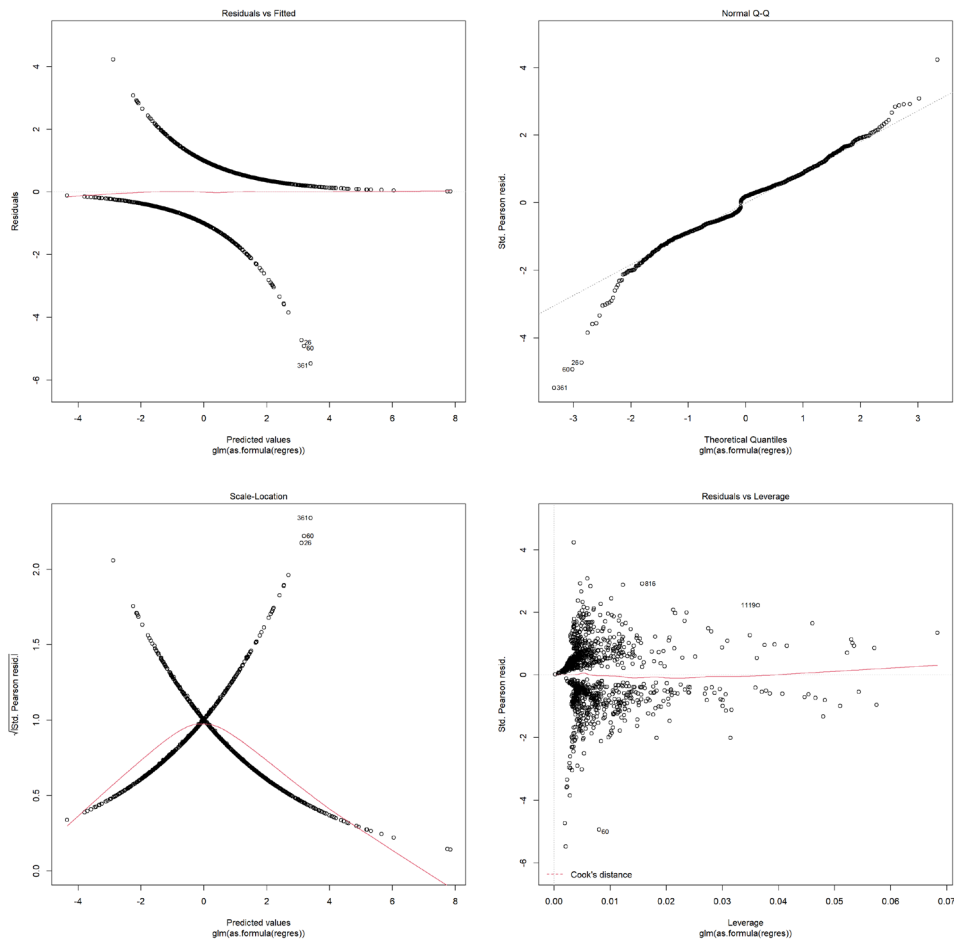 Residuals vs Fitted
Residuals
4
2
0
-2
-4
-6
26
60
361
-4 -2 0 2 4 6 8
Predicted values
glm(as.formula(regres))
Normal Q-Q
Std. Pearson resid.
4
2
0
-2
-4
26
60
361
-3 -2 -1 0 1 2 3
Theoretical Quantiles
glm(as.formula(regres))
Scale-Location
√|Std. Pearson resid.|
2.0
1.5
1.0
0.5
0.0
361
60
26
-4 -2 0 2 4 6 8
Predicted values
glm(as.formula(regres))
Residuals vs Leverage
Std. Pearson resid.
4
2
0
-2
-4
-6
816
1119
60
Cook's distance
0.00 0.01 0.02 0.03 0.04 0.05 0.06 0.07
Leverage
glm(as.formula(regres))